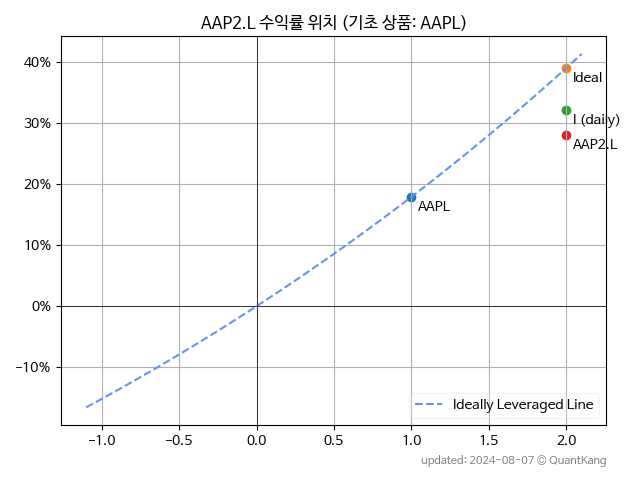 AAP2.L 수익률 위치 (기초 상품: AAPL)
40%
30%
20%
10%
0%
−10%
Ideal
I (daily)
AAP2.L
AAPL
Ideally Leveraged Line
−1.0 −0.5 0.0 0.5 1.0 1.5 2.0
updated: 2024-08-07 © QuantKang